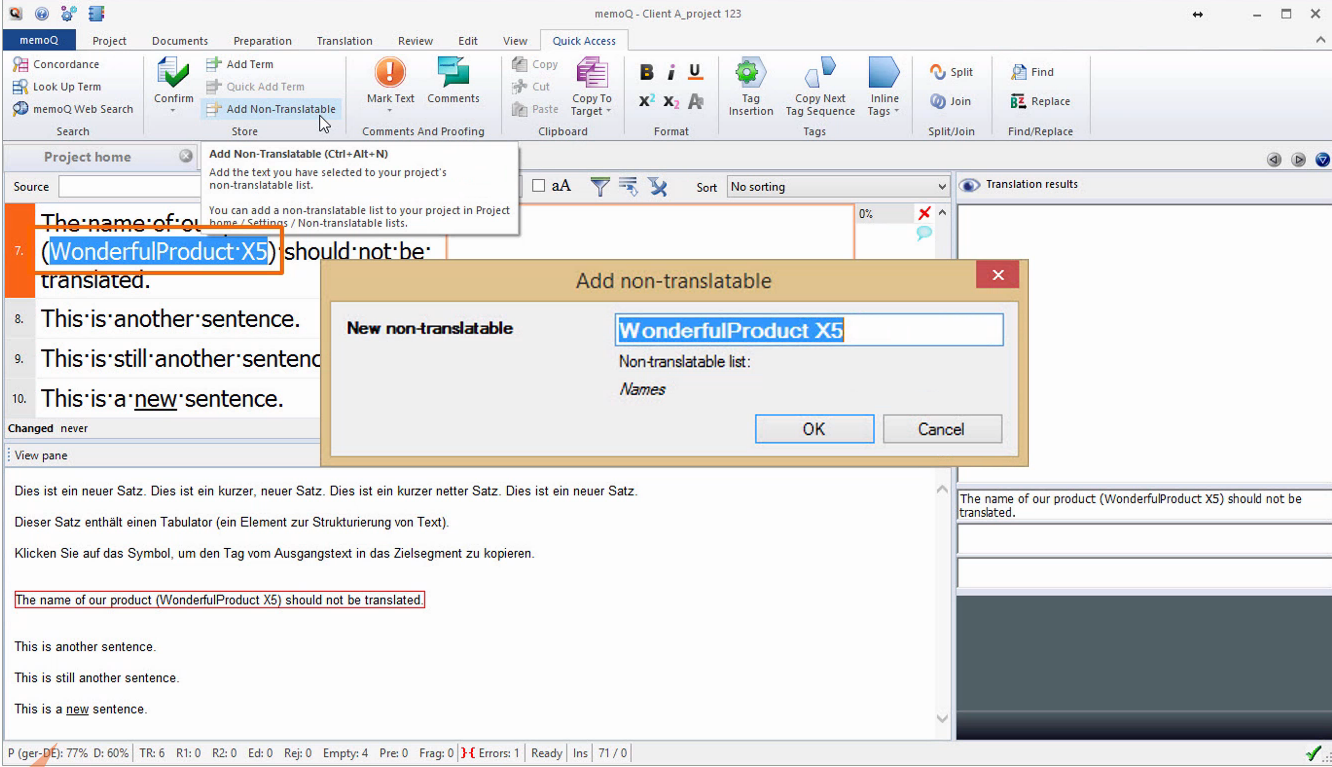 memoQ - Client A_project 123
memoQ Project Documents Preparation Translation Review Edit View Quick Access
Concordance
Look Up Term
memoQ Web Search
Search
Confirm
Add Term
Quick Add Term
Add Non-Translatable
Store
Mark Text
Comments
Comments And Proofing
Copy
Cut
Paste
Copy To
Target
Clipboard
B i U
X2 X2 A
Format
Tag
Insertion
Copy Next
Tag Sequence
Inline
Tags
Tags
Split
Join
Split/Join
Find
Replace
Find/Replace
Project home
Add Non-Translatable (Ctrl+Alt+N)
Add the text you have selected to your project's
non-translatable list.
You can add a non-translatable list to your project in Project
home / Settings / Non-translatable lists.
Source
aA
Sort No sorting
Translation results
7.
The·name·of·ou
(WonderfulProduct·X5)·should·not·be·
translated.
0%
8. This·is·another·sentence.
9. This·is·still·another·sentenc
10. This·is·a·new·sentence.
Changed never
Add non-translatable
New non-translatable
WonderfulProduct X5
Non-translatable list:
Names
OK Cancel
View pane
Dies ist ein neuer Satz. Dies ist ein kurzer, neuer Satz. Dies ist ein kurzer netter Satz. Dies ist ein neuer Satz.
Dieser Satz enthält einen Tabulator (ein Element zur Strukturierung von Text).
Klicken Sie auf das Symbol, um den Tag vom Ausgangstext in das Zielsegment zu kopieren.
The name of our product (WonderfulProduct X5) should not be translated.
This is another sentence.
This is still another sentence.
This is a new sentence.
The name of our product (WonderfulProduct X5) should not be
translated.
P (ger-DE): 77% D: 60% TR: 6 R1: 0 R2: 0 Ed: 0 Rej: 0 Empty: 4 Pre: 0 Frag: 0 Errors: 1 Ready Ins 71 / 0